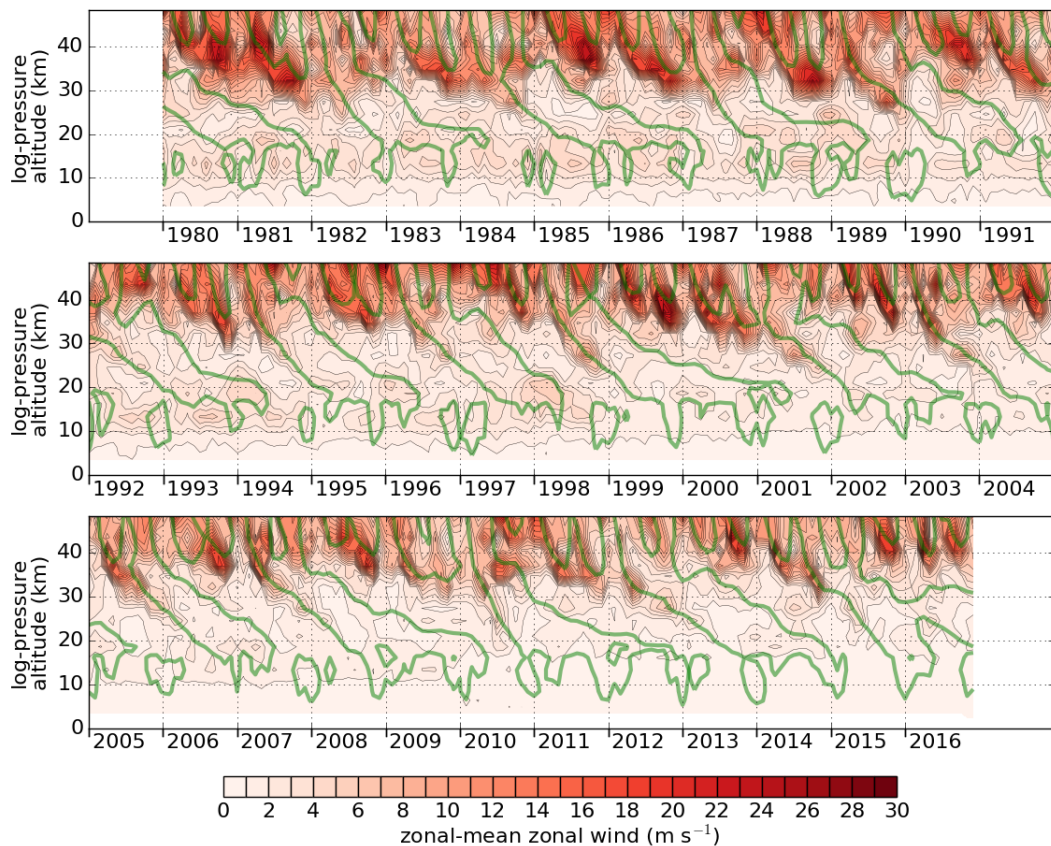 log-pressure
altitude (km)
40
30
20
10
0
1980 1981 1982 1983 1984 1985 1986 1987 1988 1989 1990 1991
log-pressure
altitude (km)
40
30
20
10
0
1992 1993 1994 1995 1996 1997 1998 1999 2000 2001 2002 2003 2004
log-pressure
altitude (km)
40
30
20
10
0
2005 2006 2007 2008 2009 2010 2011 2012 2013 2014 2015 2016
0 2 4 6 8 10 12 14 16 18 20 22 24 26 28 30
zonal-mean zonal wind (m s⁻¹)